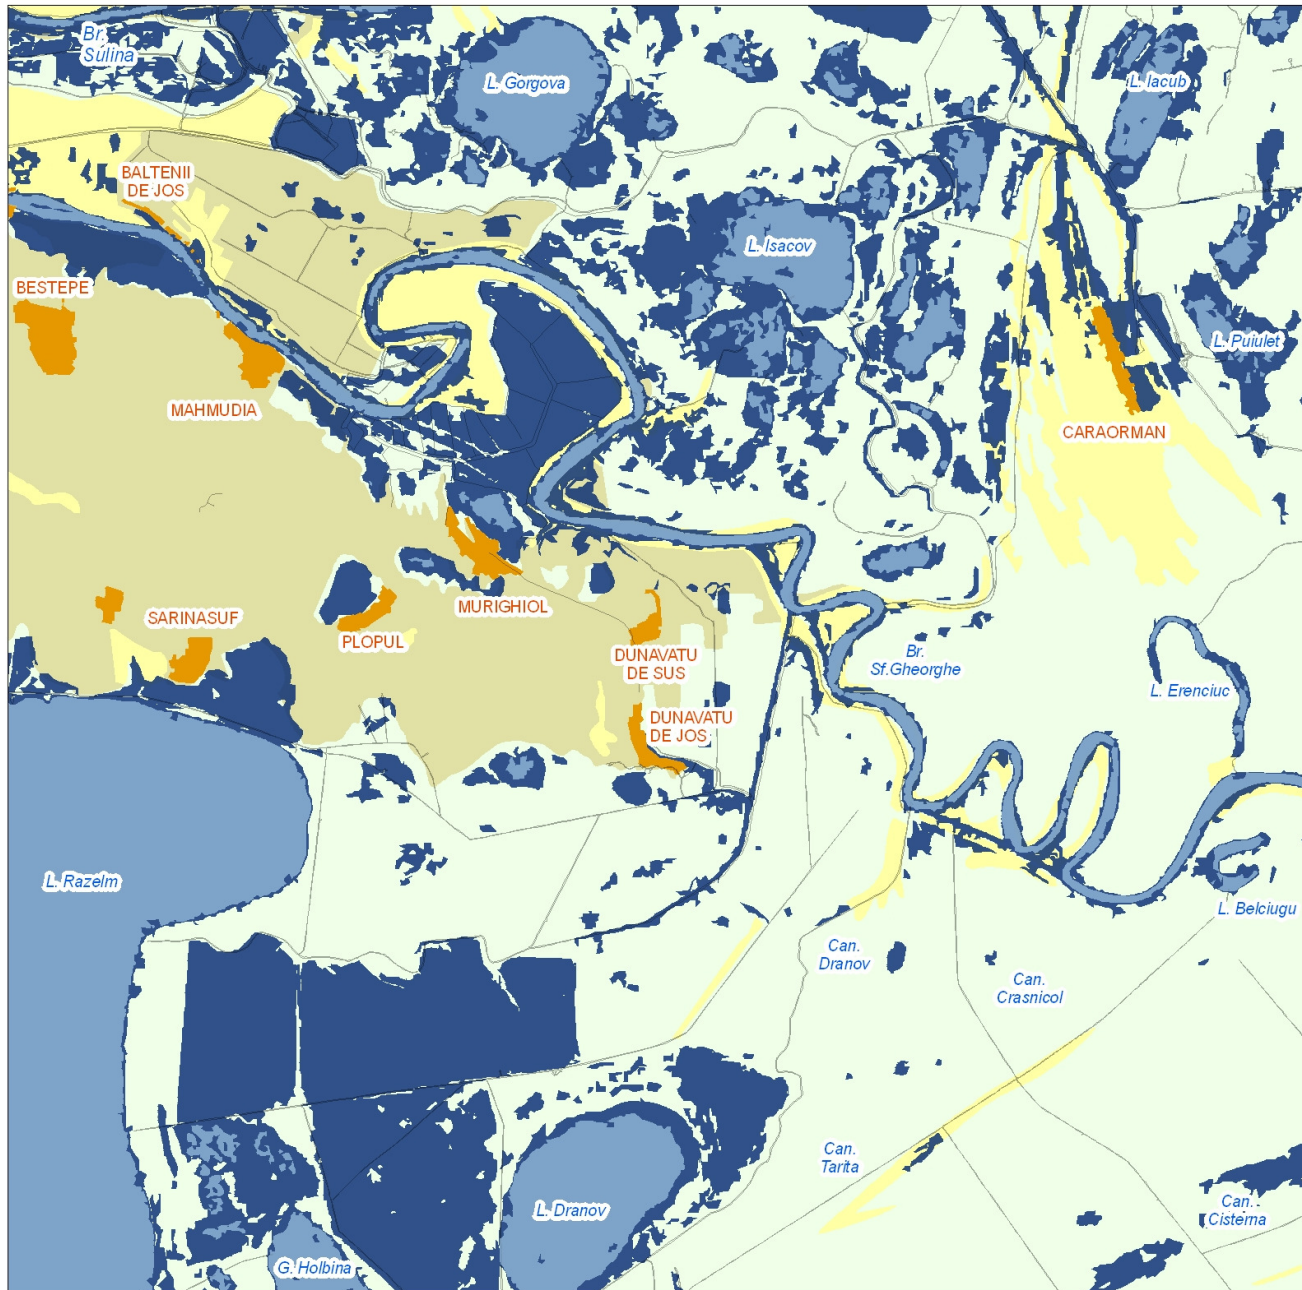 Br.
Sulina
L. Gorgova
L. Iacub
BALTENII
DE JOS
L. Isacov
BESTEPE
L. Puiulet
MAHMUDIA
CARAORMAN
MURIGHIOL
SARINASUF
PLOPUL
DUNAVATU
DE SUS
Br.
Sf.Gheorghe
L. Erenciuc
DUNAVATU
DE JOS
L. Razelm
L. Belciugu
Can.
Dranov
Can.
Crasnicol
Can.
Tarita
L. Dranov
Can.
Cisterna
G. Holbina